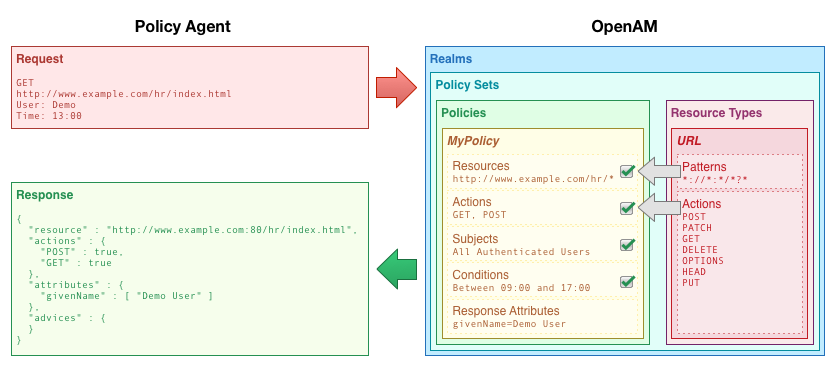 Policy Agent
Request
GET
http://www.example.com/hr/index.html
User: Demo
Time: 13:00
Response
{
  "resource" : "http://www.example.com:80/hr/index.html",
  "actions" : {
    "POST" : true,
    "GET" : true
  },
  "attributes" : {
    "givenName" : [ "Demo User" ]
  },
  "advices" : {
  }
}
OpenAM
Realms
Policy Sets
Policies
MyPolicy
Resources
http://www.example.com/hr/*
Actions
GET, POST
Subjects
All Authenticated Users
Conditions
Between 09:00 and 17:00
Response Attributes
givenName=Demo User
Resource Types
URL
Patterns
*://*:*/*?*
Actions
POST
PATCH
GET
DELETE
OPTIONS
HEAD
PUT